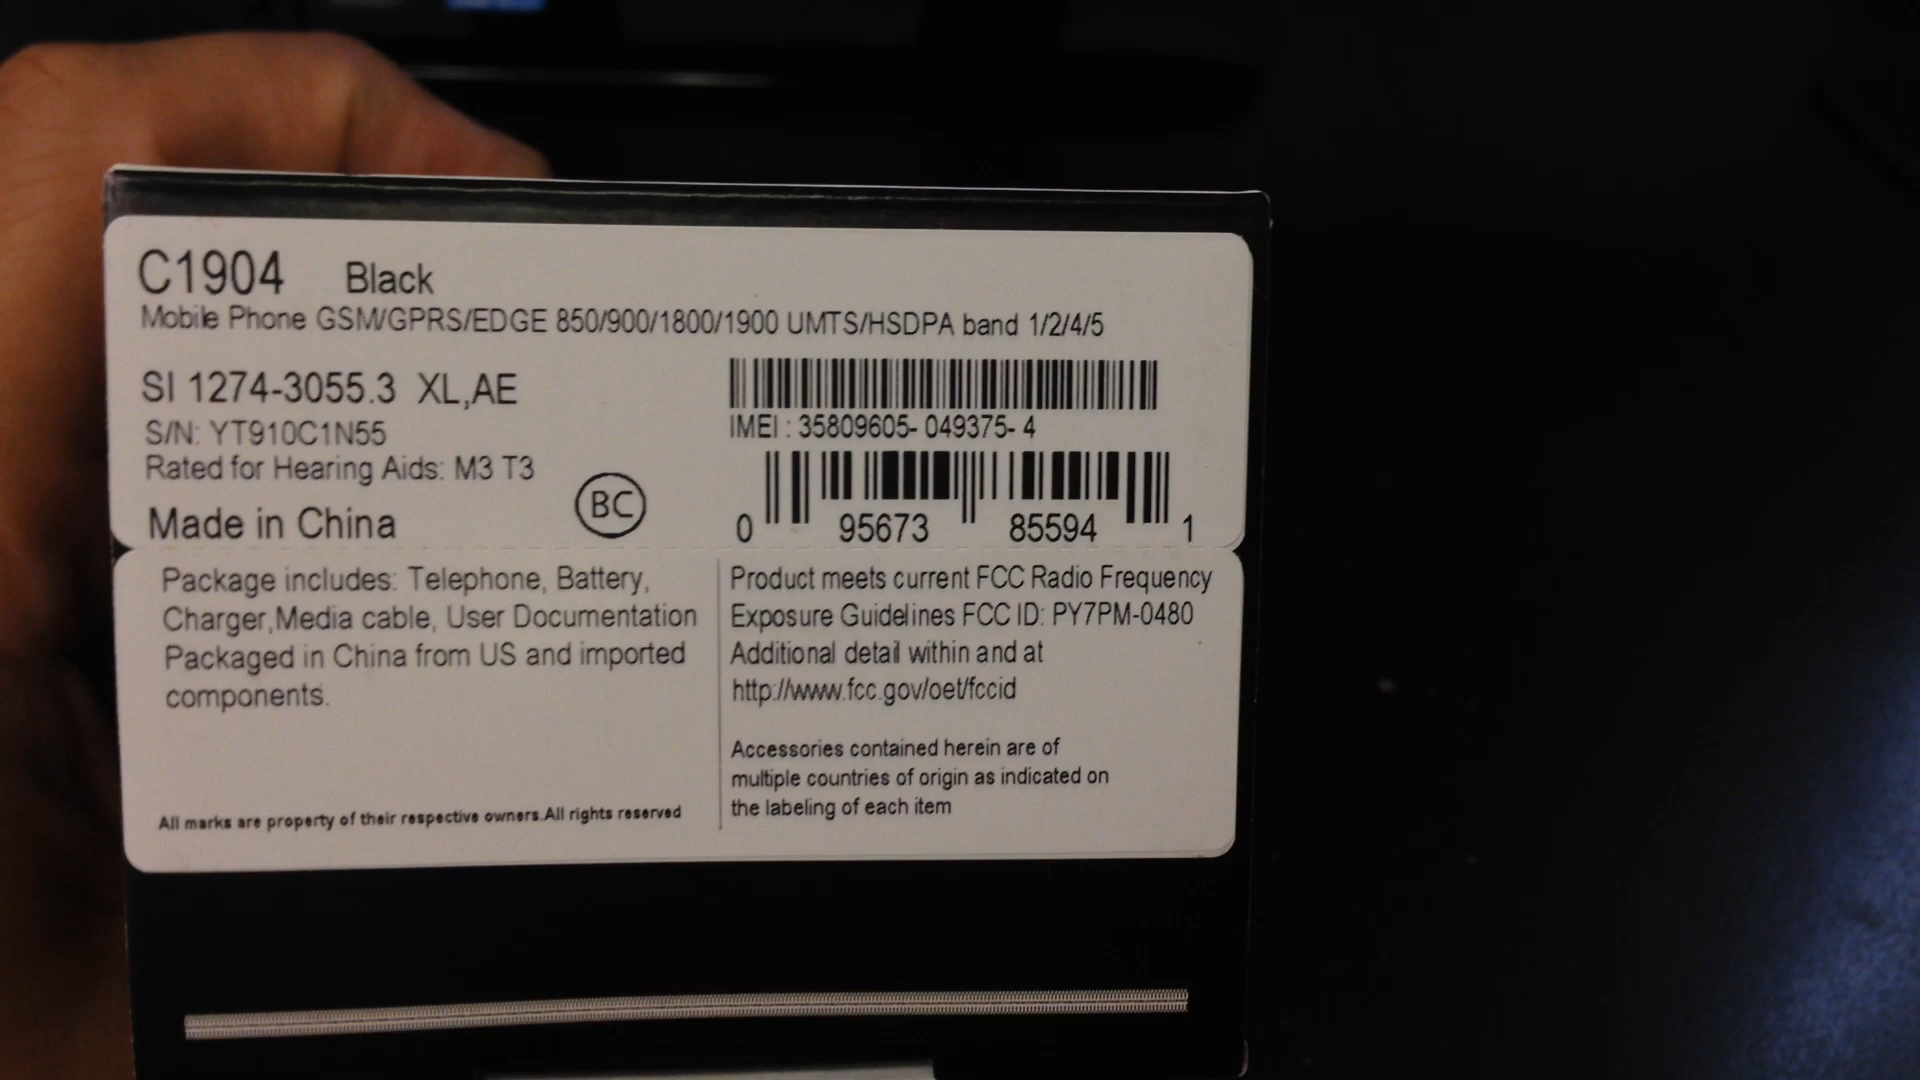 C1904 Black
Mobile Phone GSM/GPRS/EDGE 850/900/1800/1900 UMTS/HSDPA band 1/2/4/5
SI 1274-3055.3 XL,AE
S/N: YT910C1N55
Rated for Hearing Aids: M3 T3
Made in China
BC
IMEI : 35809605- 049375- 4
0 95673 85594 1
Package includes: Telephone, Battery,
Charger,Media cable, User Documentation
Packaged in China from US and imported
components.
All marks are property of their respective owners.All rights reserved
Product meets current FCC Radio Frequency
Exposure Guidelines FCC ID: PY7PM-0480
Additional detail within and at
http://www.fcc.gov/oet/fccid
Accessories contained herein are of
multiple countries of origin as indicated on
the labeling of each item